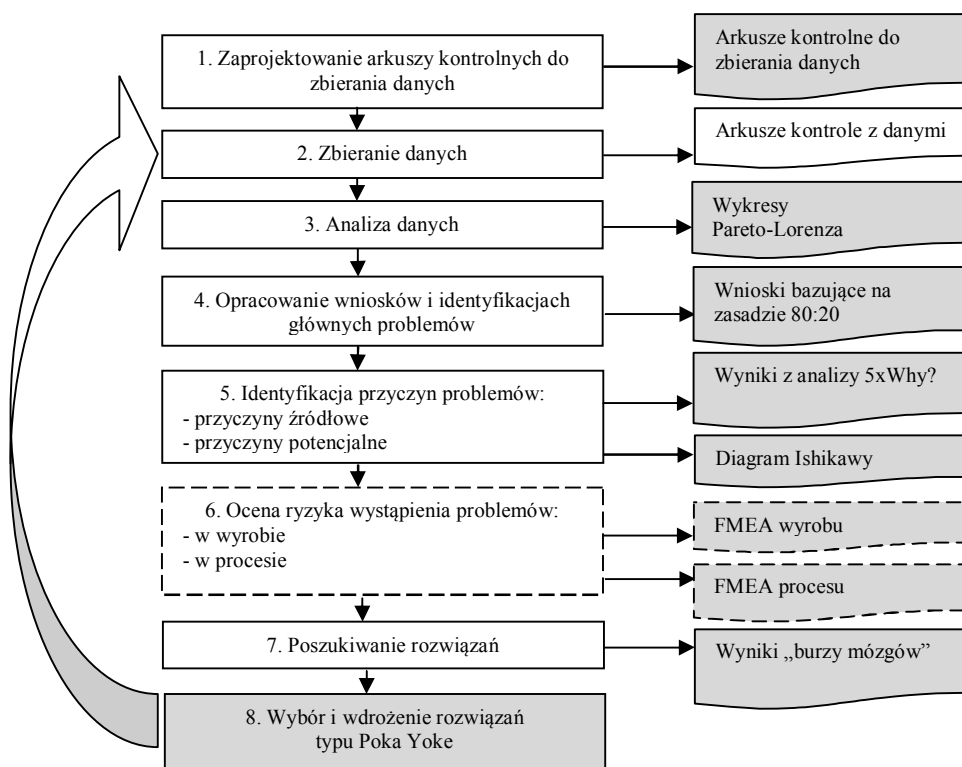 1. Zaprojektowanie arkuszy kontrolnych do
zbierania danych
Arkusze kontrolne do
zbierania danych
2. Zbieranie danych
Arkusze kontrole z danymi
3. Analiza danych
Wykresy
Pareto-Lorenza
4. Opracowanie wniosków i identyfikacjach
głównych problemów
Wnioski bazujące na
zasadzie 80:20
5. Identyfikacja przyczyn problemów:
- przyczyny źródłowe
- przyczyny potencjalne
Wyniki z analizy 5xWhy?
Diagram Ishikawy
6. Ocena ryzyka wystąpienia problemów:
- w wyrobie
- w procesie
FMEA wyrobu
FMEA procesu
7. Poszukiwanie rozwiązań
Wyniki „burzy mózgów”
8. Wybór i wdrożenie rozwiązań
typu Poka Yoke